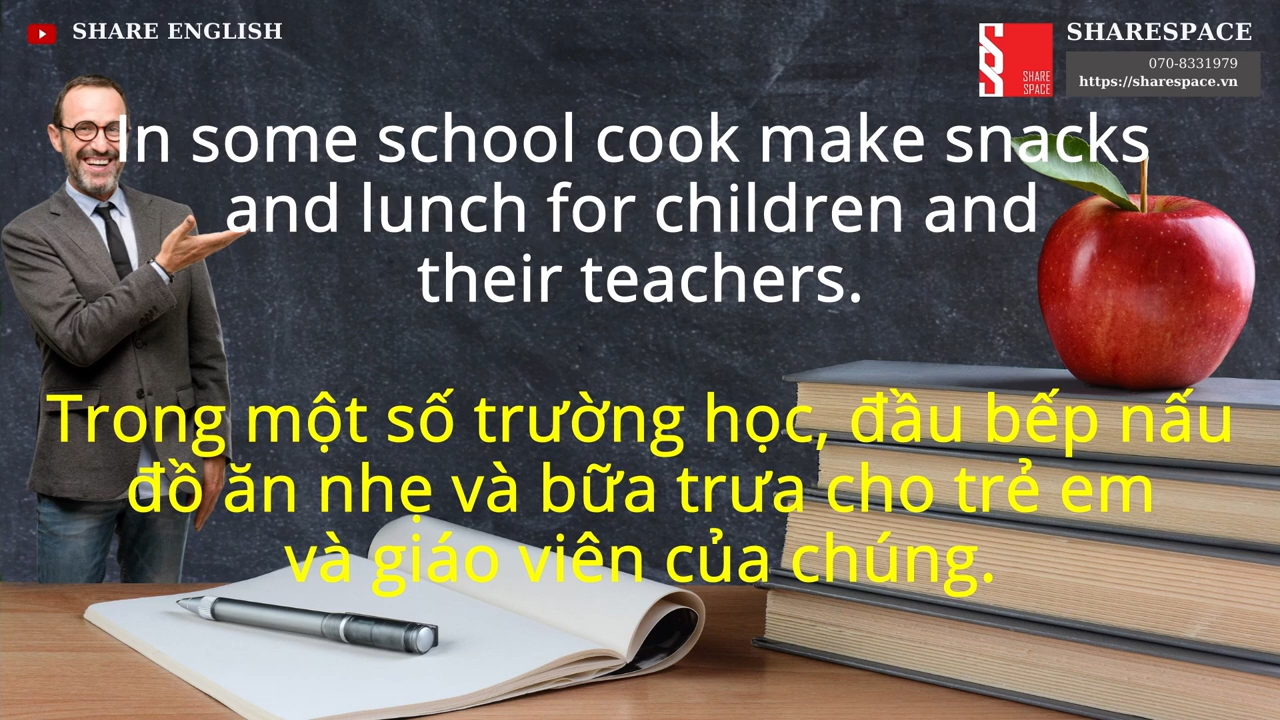 SHARE ENGLISH
SHARESPACE
070-8331979
https://sharespace.vn
SHARE
SPACE
In some school cook make snacks
and lunch for children and
their teachers.
Trong một số trường học, đầu bếp nấu
đồ ăn nhẹ và bữa trưa cho trẻ em
và giáo viên của chúng.